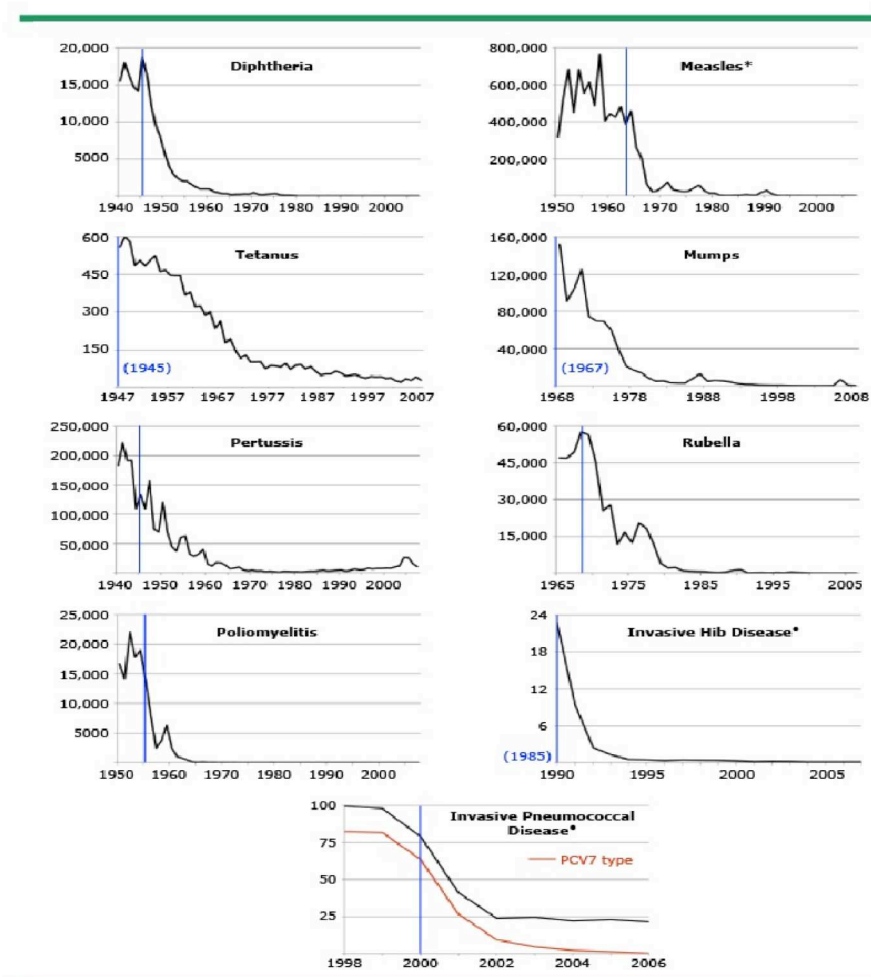 Diphtheria
20,000
15,000
10,000
5000
1940 1950 1960 1970 1980 1990 2000
Measles*
800,000
600,000
400,000
200,000
1950 1960 1970 1980 1990 2000
Tetanus
600
450
300
150
(1945)
1947 1957 1967 1977 1987 1997 2007
Mumps
160,000
120,000
80,000
40,000
(1967)
1968 1978 1988 1998 2008
Pertussis
250,000
200,000
150,000
100,000
50,000
1940 1950 1960 1970 1980 1990 2000
Rubella
60,000
45,000
30,000
15,000
1965 1975 1985 1995 2005
Poliomyelitis
25,000
20,000
15,000
10,000
5000
1950 1960 1970 1980 1990 2000
Invasive Hib Disease•
24
18
12
6
(1985)
1990 1995 2000 2005
Invasive Pneumococcal
Disease•
100
75
50
25
PCV7 type
1998 2000 2002 2004 2006